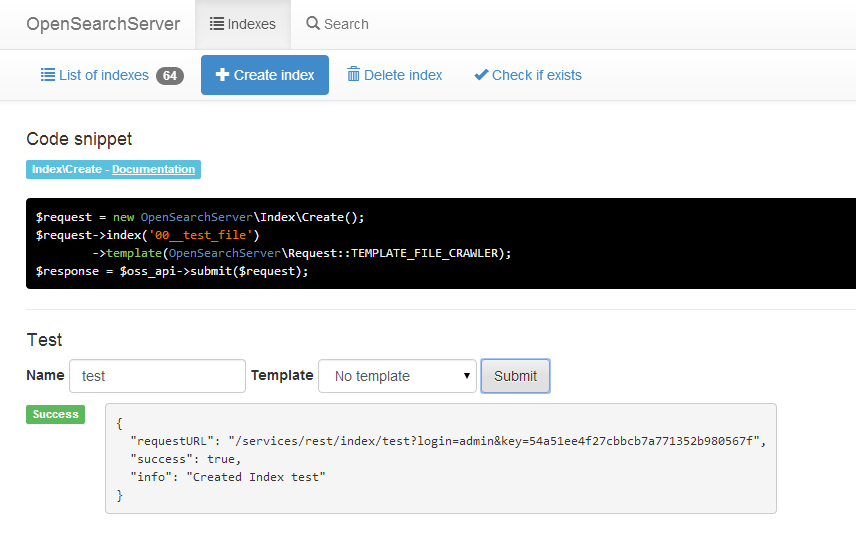 OpenSearchServer Indexes Search
List of indexes 64 Create index Delete index Check if exists
Code snippet
Index\Create - Documentation
$request = new OpenSearchServer\Index\Create();
$request->index('00__test_file')
->template(OpenSearchServer\Request::TEMPLATE_FILE_CRAWLER);
$response = $oss_api->submit($request);
Test
Name test Template No template Submit
Success
{
"requestURL": "/services/rest/index/test?login=admin&key=54a51ee4f27cbbcb7a771352b980567f",
"success": true,
"info": "Created Index test"
}